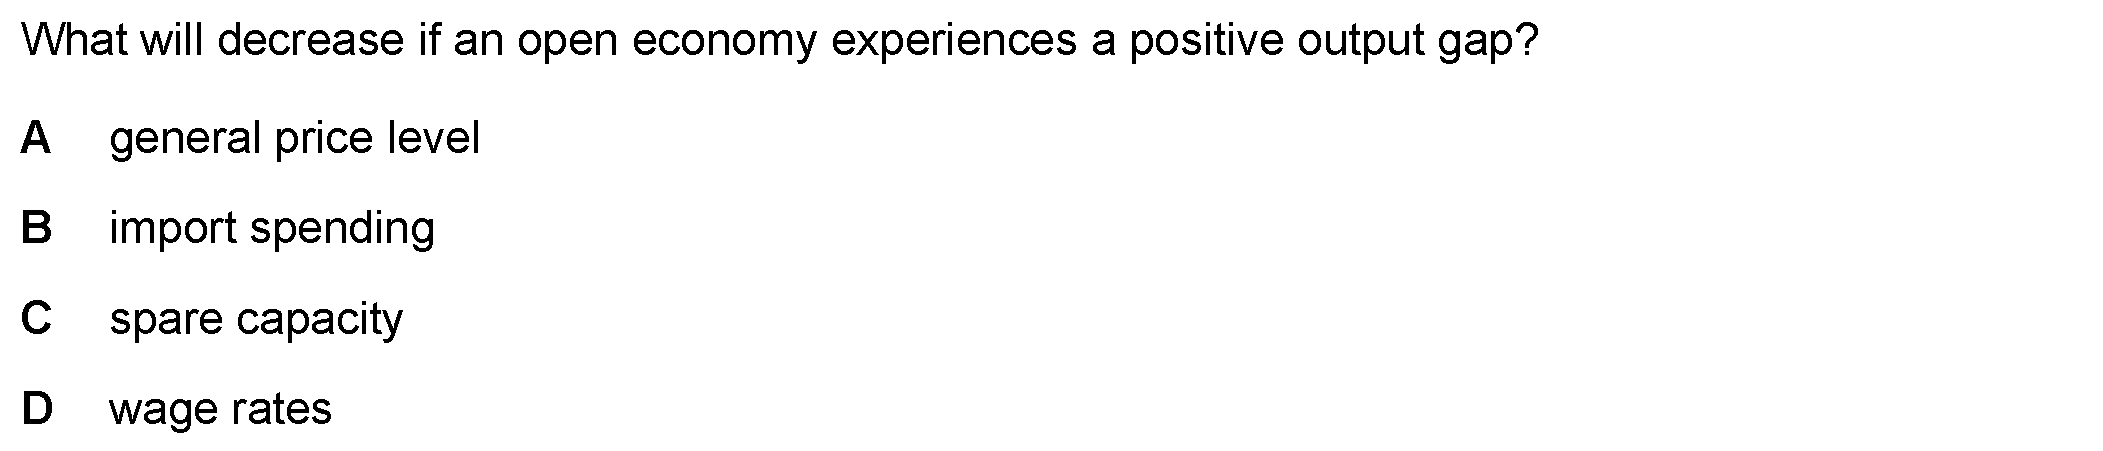 What will decrease if an open economy experiences a positive output gap?
A general price level
B import spending
C spare capacity
D wage rates